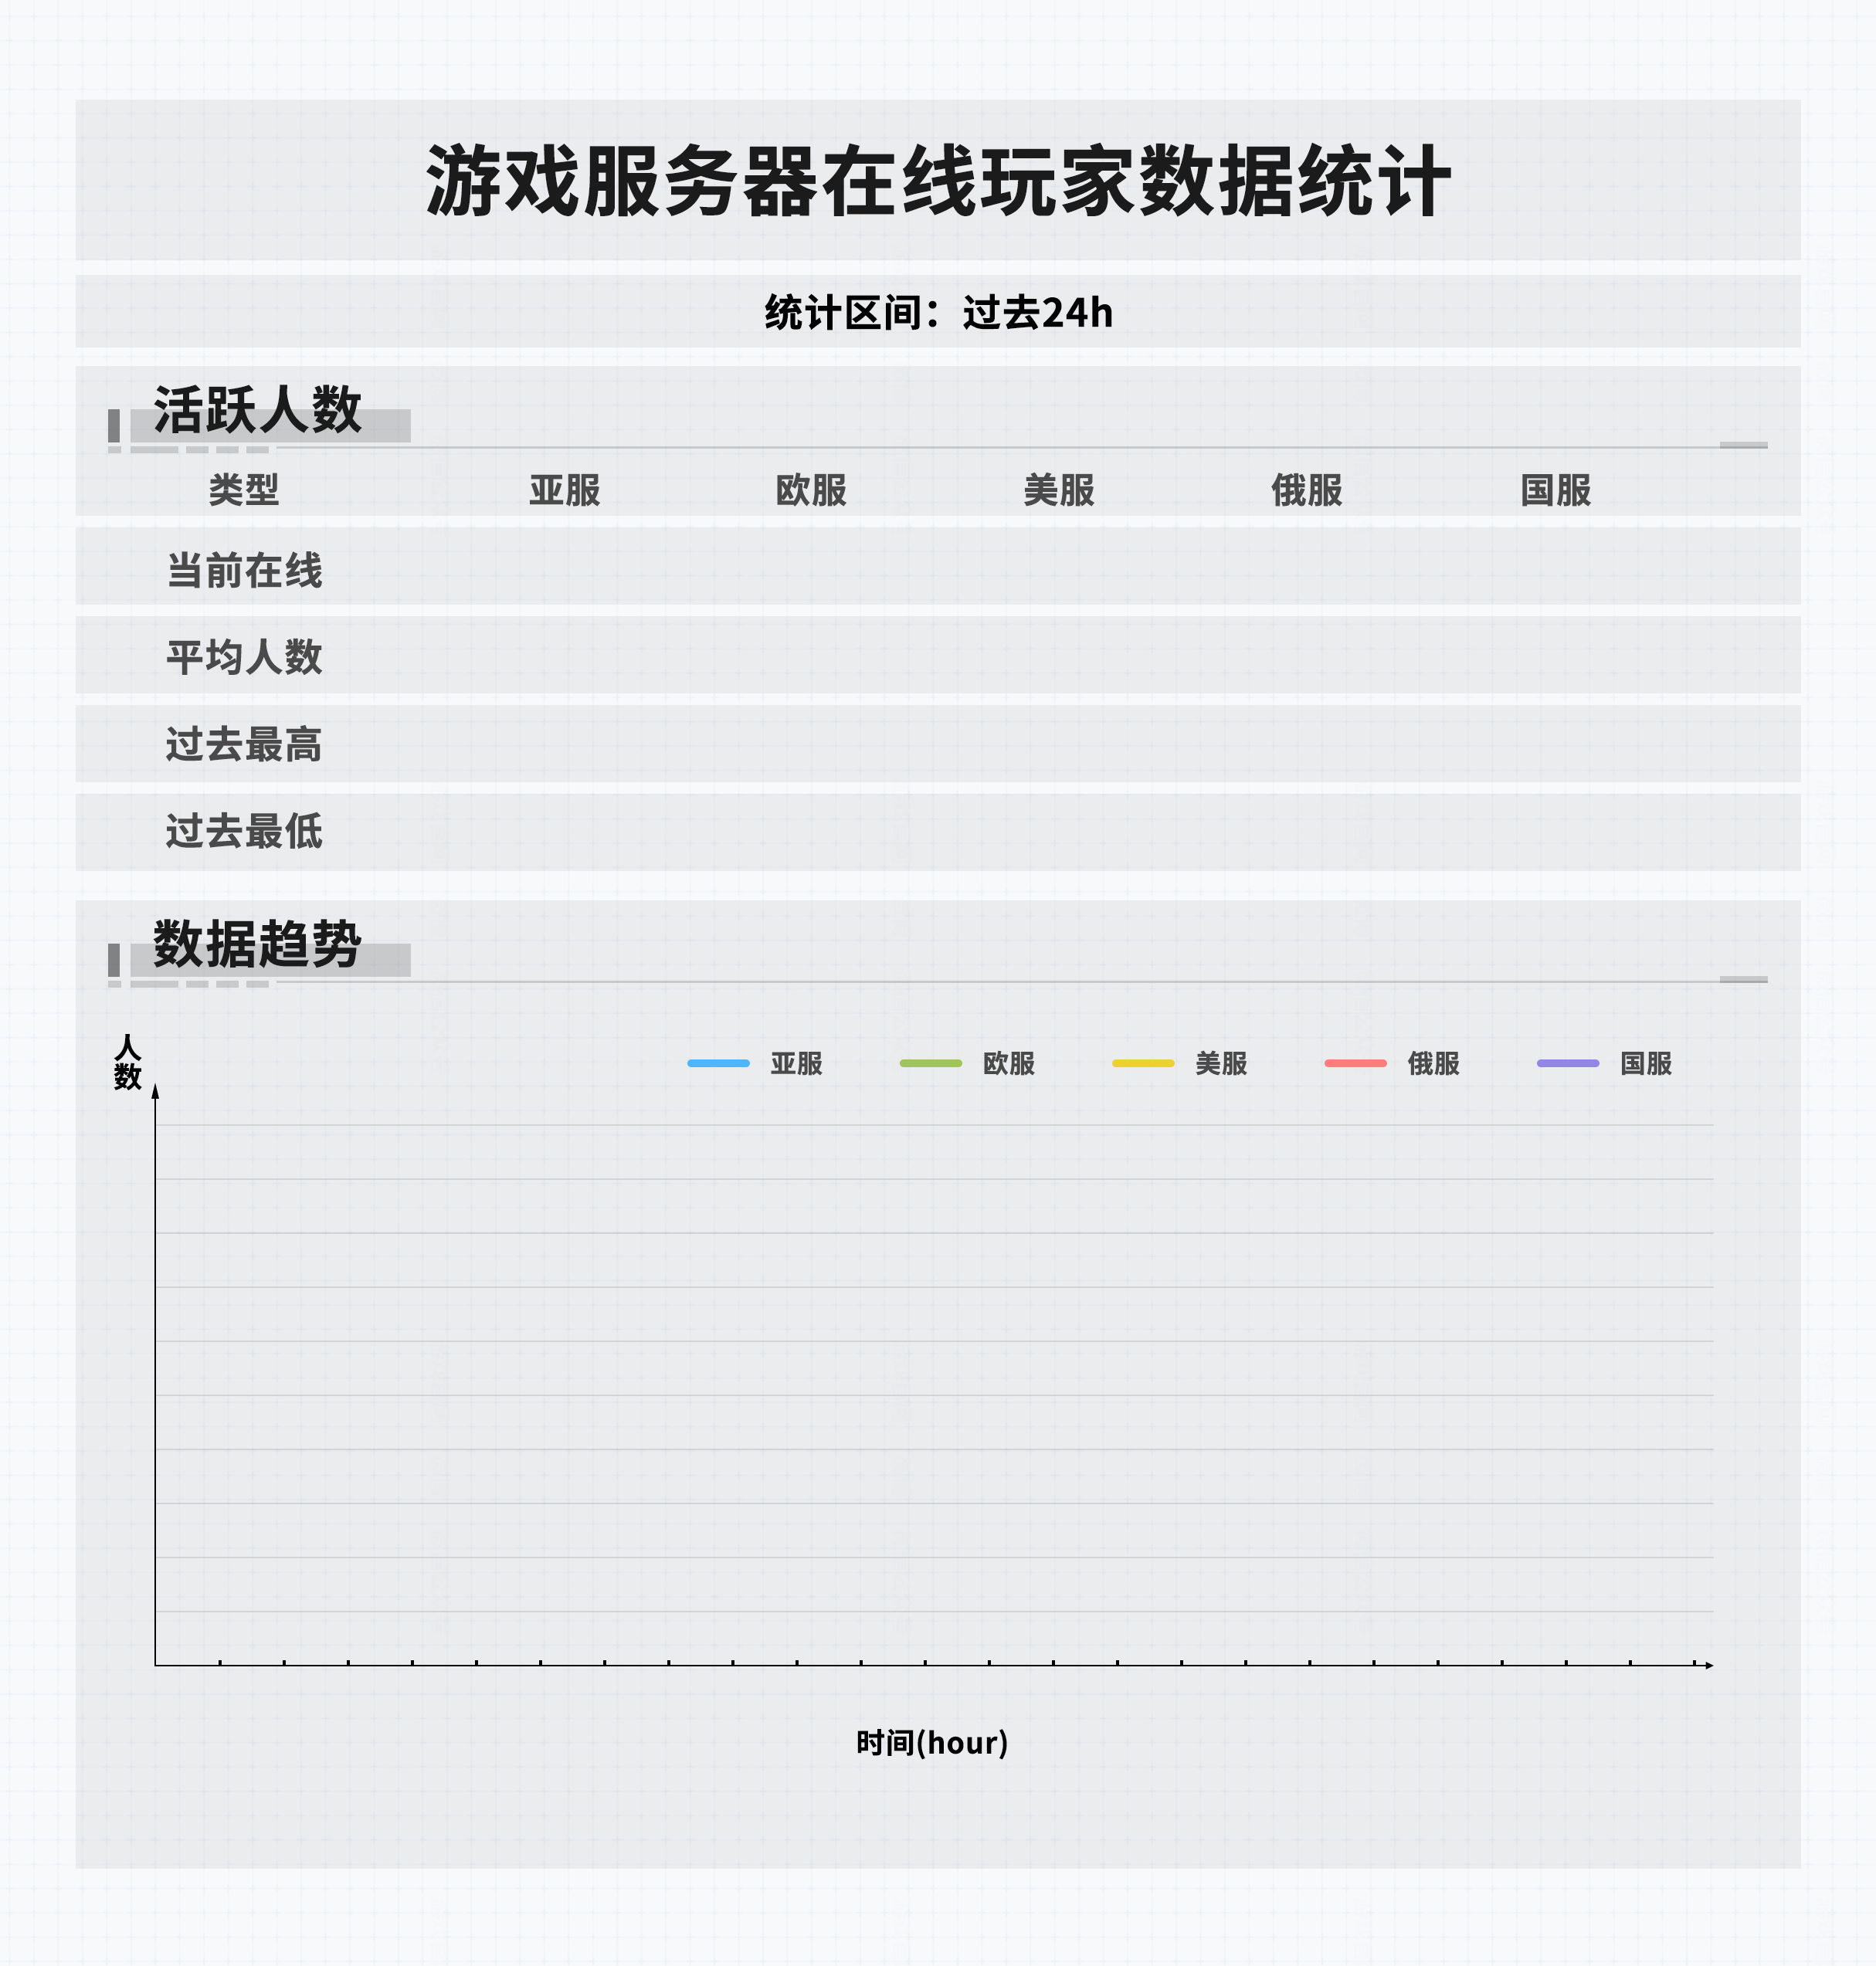 游戏服务器在线玩家数据统计
统计区间：过去24h
活跃人数
类型 亚服 欧服 美服 俄服 国服
当前在线
平均人数
过去最高
过去最低
数据趋势
人数
亚服 欧服 美服 俄服 国服
时间(hour)